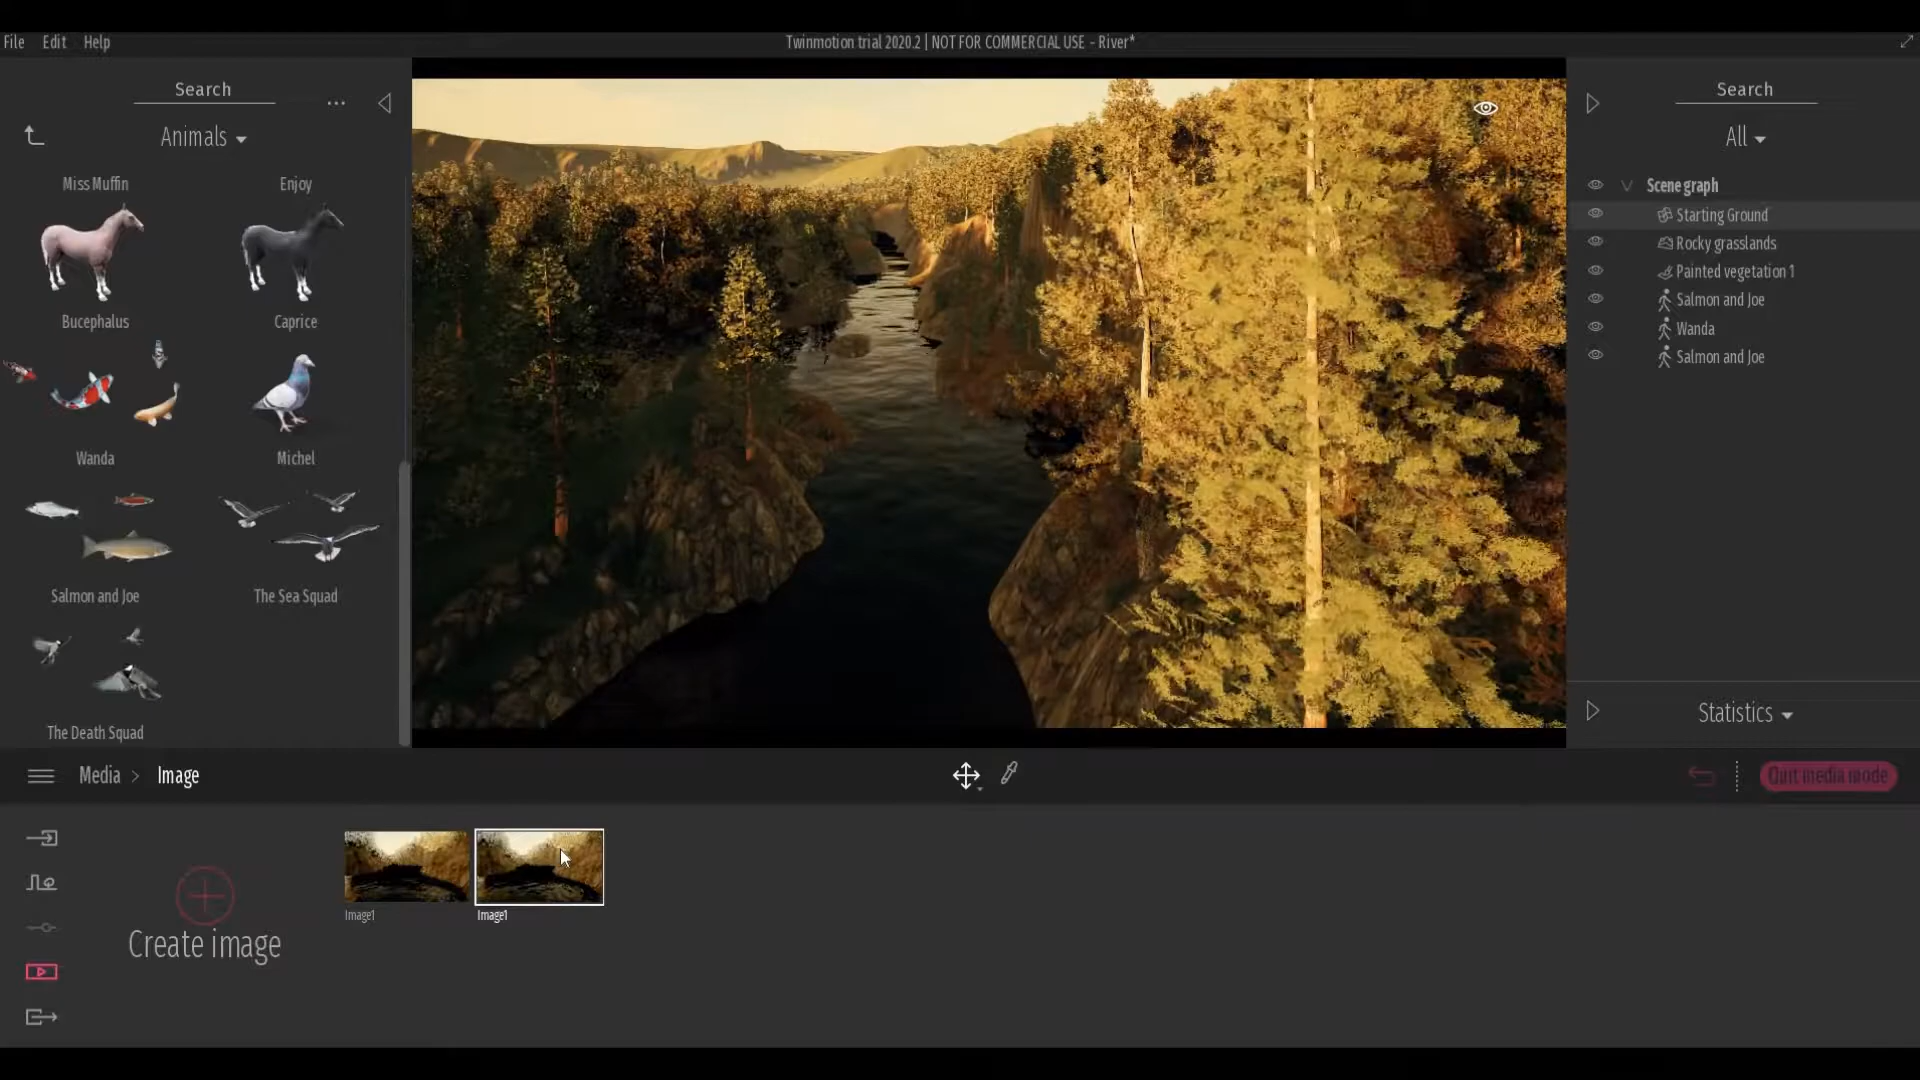 File Edit Help
Twinmotion trial 2020.2 | NOT FOR COMMERCIAL USE - River*
Search
...
Animals
Miss Muffin
Enjoy
Bucephalus
Caprice
Wanda
Michel
Salmon and Joe
The Sea Squad
The Death Squad
Search
All
Scene graph
Starting Ground
Rocky grasslands
Painted vegetation 1
Salmon and Joe
Wanda
Salmon and Joe
Statistics
Media > Image
Quit media mode
Create image
Image1
Image1